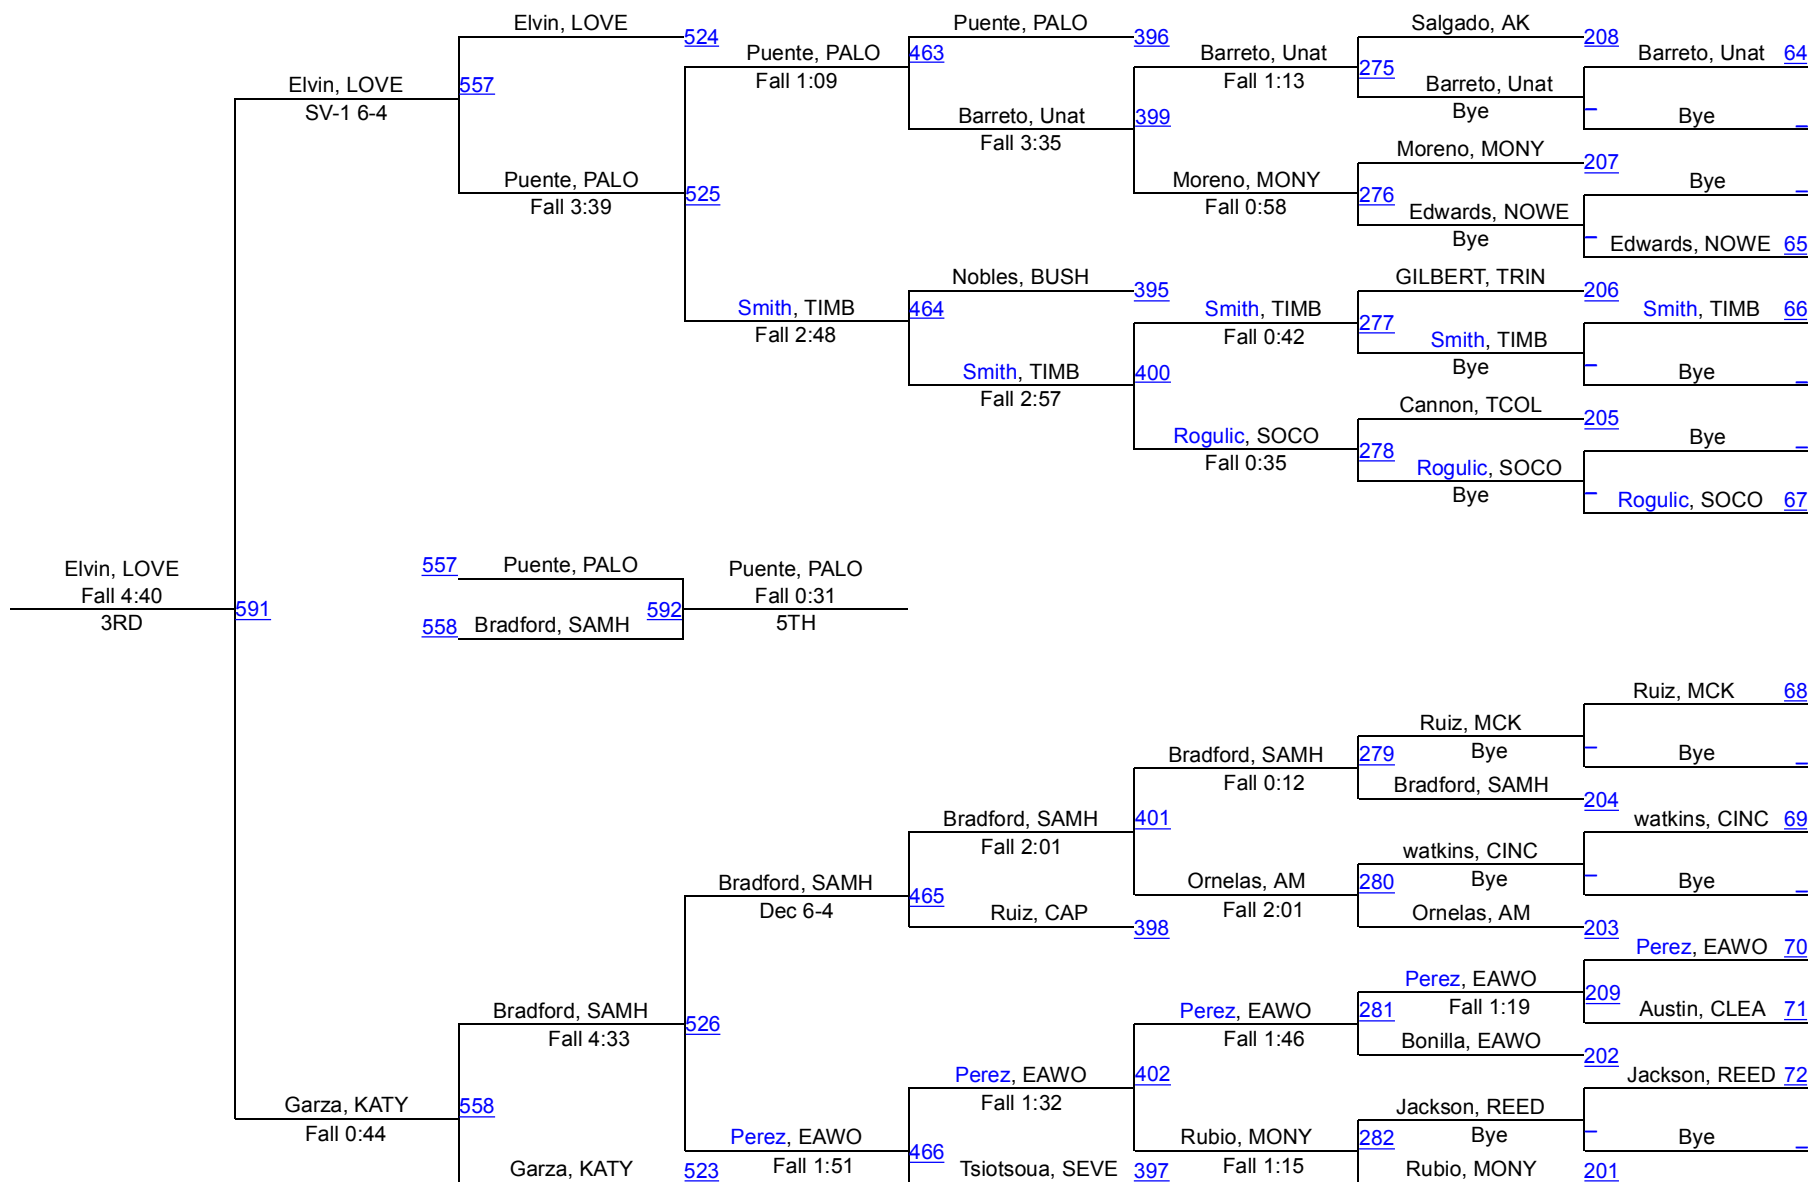 Elvin, LOVE
524
Puente, PALO
396
Salgado, AK
208
Barreto, Unat 64
Puente, PALO
Fall 1:09
463
Barreto, Unat
Fall 1:13
275
Barreto, Unat
Bye
Bye
Elvin, LOVE
SV-1 6-4
557
Barreto, Unat
Fall 3:35
399
Moreno, MONY
207
Bye
Puente, PALO
Fall 3:39
525
Moreno, MONY
Fall 0:58
276
Edwards, NOWE
Bye
Edwards, NOWE 65
Nobles, BUSH
395
GILBERT, TRIN
206
Smith, TIMB 66
Smith, TIMB
Fall 2:48
464
Smith, TIMB
Fall 0:42
277
Smith, TIMB
Bye
Bye
Smith, TIMB
Fall 2:57
400
Cannon, TCOL
205
Bye
Rogulic, SOCO
Fall 0:35
278
Rogulic, SOCO
Bye
Rogulic, SOCO 67
Elvin, LOVE
Fall 4:40
3RD
591
557 Puente, PALO
558 Bradford, SAMH
592
Puente, PALO
Fall 0:31
5TH
Ruiz, MCK 68
Ruiz, MCK
Bye
Bye
Bradford, SAMH
Fall 0:12
279
Bradford, SAMH
204
Bradford, SAMH
Fall 2:01
401
watkins, CINC 69
watkins, CINC
Bye
Bye
Bradford, SAMH
Dec 6-4
465
Ornelas, AM
Fall 2:01
280
Ornelas, AM
203
Ruiz, CAP
398
Perez, EAWO 70
Perez, EAWO
Fall 1:19
209
Austin, CLEA 71
Bradford, SAMH
Fall 4:33
526
Perez, EAWO
Fall 1:46
281
Bonilla, EAWO
202
Perez, EAWO
Fall 1:32
402
Jackson, REED 72
Garza, KATY
Fall 0:44
558
Jackson, REED
Bye
Bye
Perez, EAWO
Fall 1:51
466
Rubio, MONY
Fall 1:15
282
Garza, KATY
523
Tsiotsoua, SEVE 397
Rubio, MONY
201